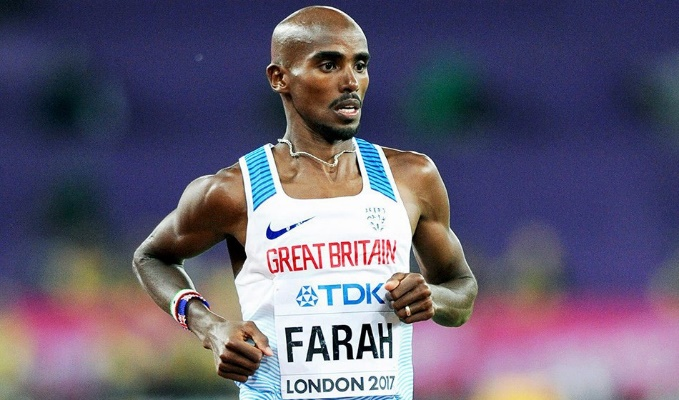 GREAT BRITAIN
TDK
FARAH
LONDON 2017